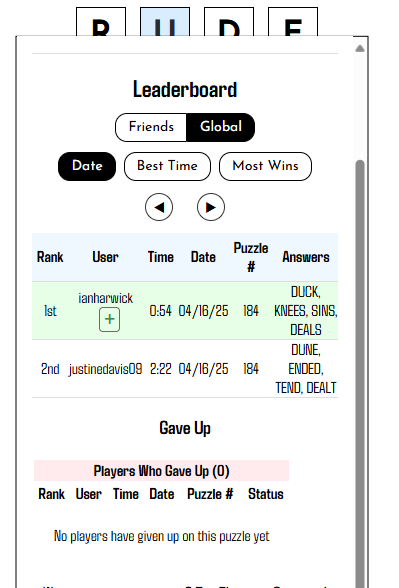 R U D E
Leaderboard
Friends Global
Date Best Time Most Wins
Rank User Time Date Puzzle # Answers
1st ianharwick + 0:54 04/16/25 184 DUCK, KNEES, SINS, DEALS
2nd justinedavis09 2:22 04/16/25 184 DUNE, ENDED, TEND, DEALT
Gave Up
Players Who Gave Up (0)
Rank User Time Date Puzzle # Status
No players have given up on this puzzle yet